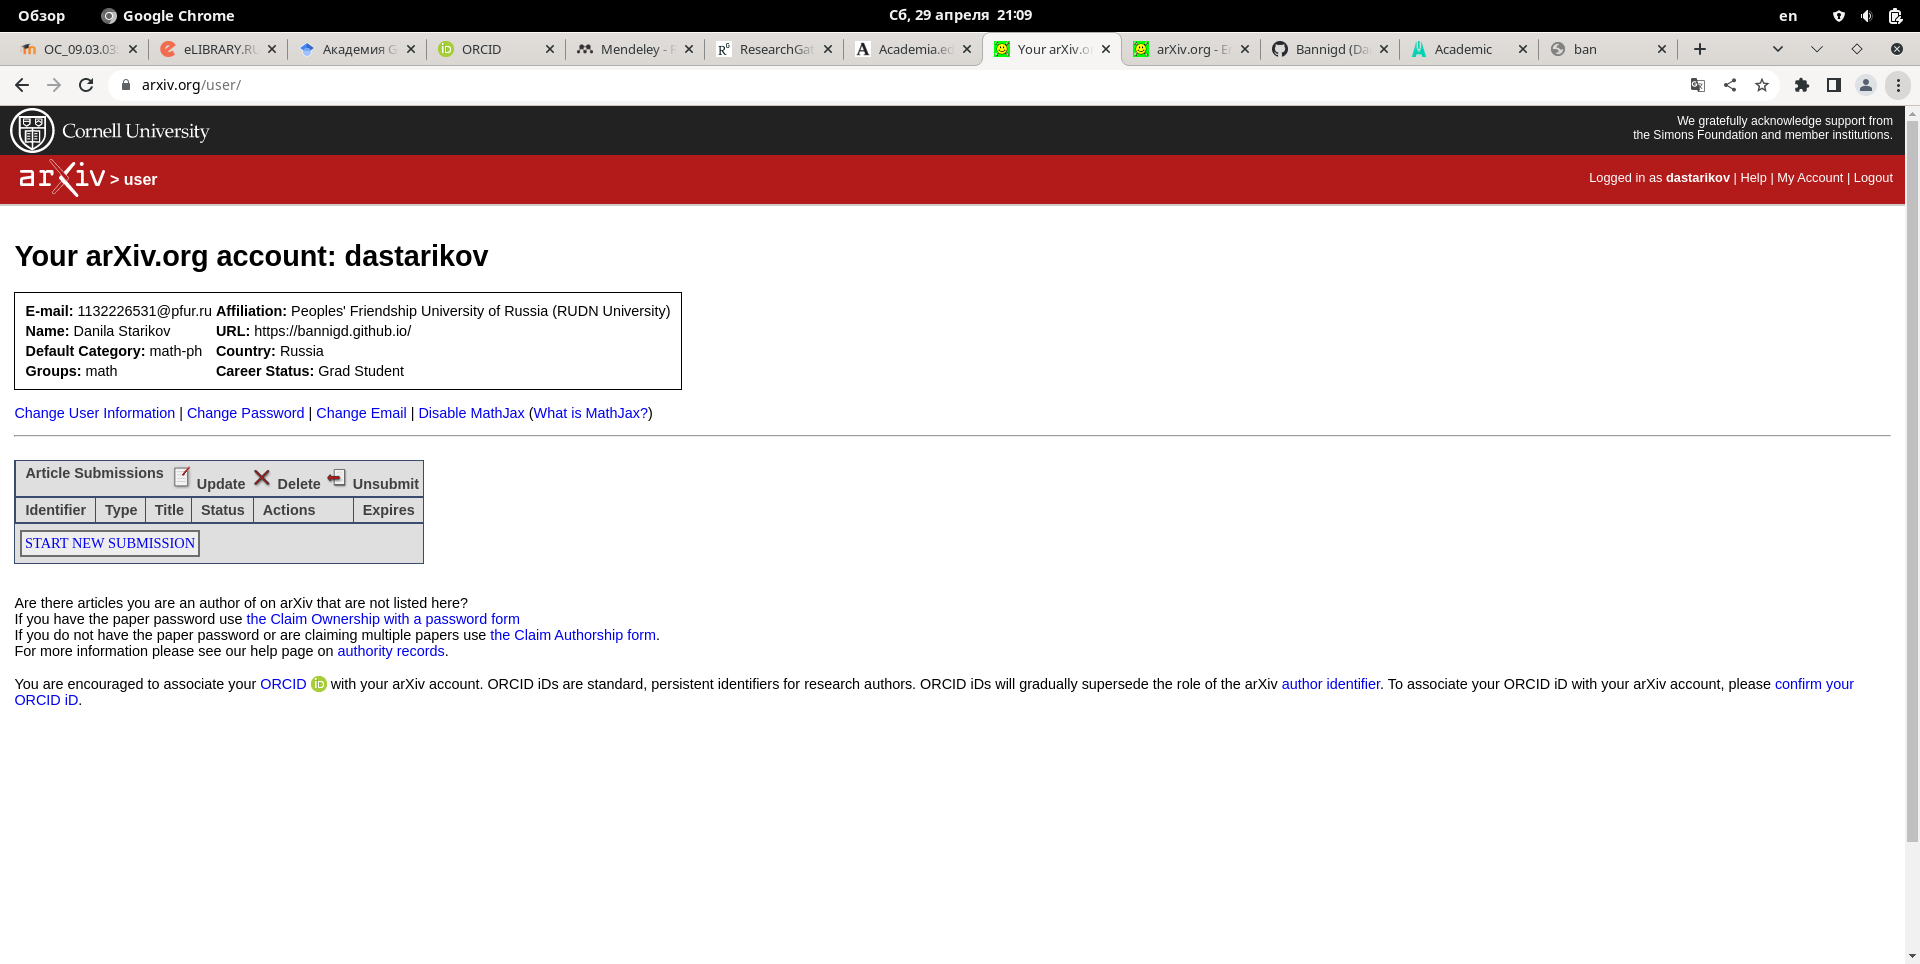 Обзор Google Chrome Сб, 29 апреля 21:09 en
OC_09.03.03 eLIBRARY.RU Академия G ORCID Mendeley - R ResearchGat Academia.ed Your arXiv.o arXiv.org - E Bannigd (Da Academic ban
arxiv.org/user/
Cornell University
We gratefully acknowledge support from
the Simons Foundation and member institutions.
arXiv > user
Logged in as dastarikov | Help | My Account | Logout
Your arXiv.org account: dastarikov
E-mail: 1132226531@pfur.ru Affiliation: Peoples' Friendship University of Russia (RUDN University)
Name: Danila Starikov URL: https://bannigd.github.io/
Default Category: math-ph Country: Russia
Groups: math Career Status: Grad Student
Change User Information | Change Password | Change Email | Disable MathJax (What is MathJax?)
Article Submissions Update Delete Unsubmit
Identifier Type Title Status Actions Expires
START NEW SUBMISSION
Are there articles you are an author of on arXiv that are not listed here?
If you have the paper password use the Claim Ownership with a password form
If you do not have the paper password or are claiming multiple papers use the Claim Authorship form.
For more information please see our help page on authority records.
You are encouraged to associate your ORCID iD with your arXiv account. ORCID iDs are standard, persistent identifiers for research authors. ORCID iDs will gradually supersede the role of the arXiv author identifier. To associate your ORCID iD with your arXiv account, please confirm your
ORCID iD.